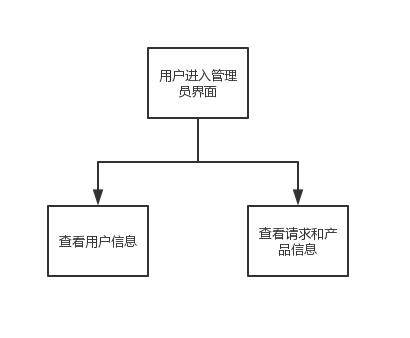 用户进入管理
员界面
查看用户信息
查看请求和产
品信息